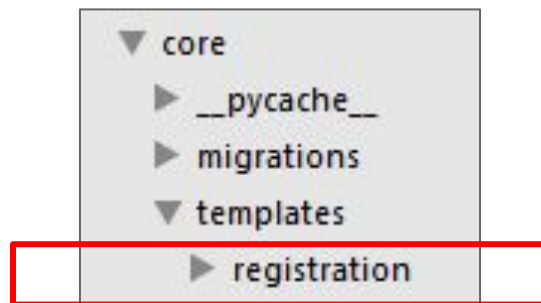 core
__pycache__
migrations
templates
registration